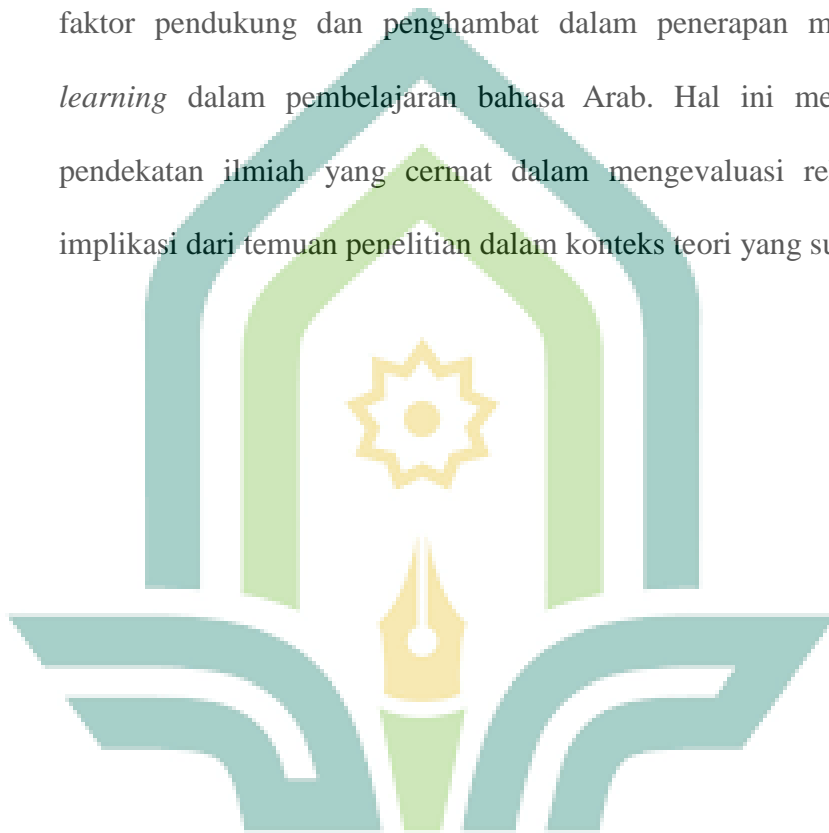 faktor pendukung dan penghambat dalam penerapan m
learning dalam pembelajaran bahasa Arab. Hal ini me
pendekatan ilmiah yang cermat dalam mengevaluasi re
implikasi dari temuan penelitian dalam konteks teori yang su